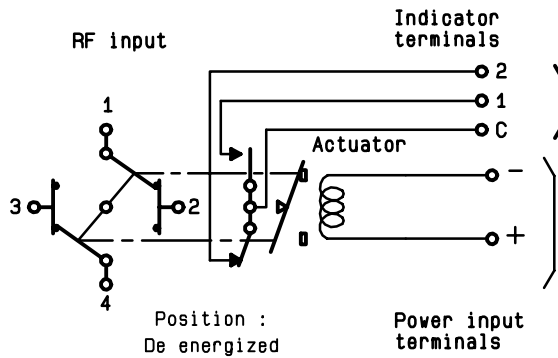 RF input
Indicator
terminals
2
1
C
Actuator
1
3
2
4
−
+
Position :
De energized
Power input
terminals